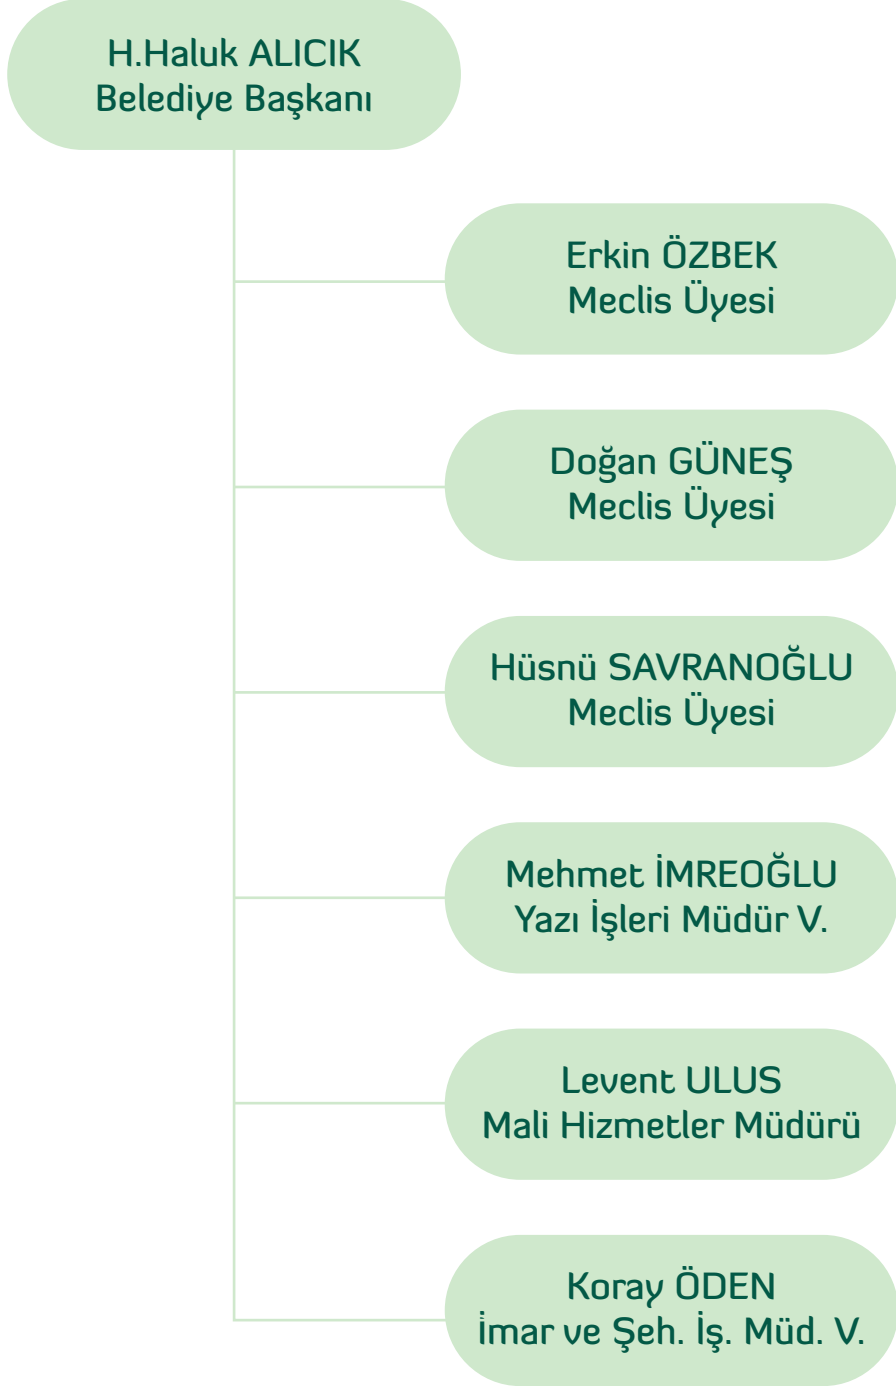 H.Haluk ALICIK
Belediye Başkanı
Erkin ÖZBEK
Meclis Üyesi
Doğan GÜNEŞ
Meclis Üyesi
Hüsnü SAVRANOĞLU
Meclis Üyesi
Mehmet İMREOĞLU
Yazı İşleri Müdür V.
Levent ULUS
Mali Hizmetler Müdürü
Koray ÖDEN
İmar ve Şeh. İş. Müd. V.